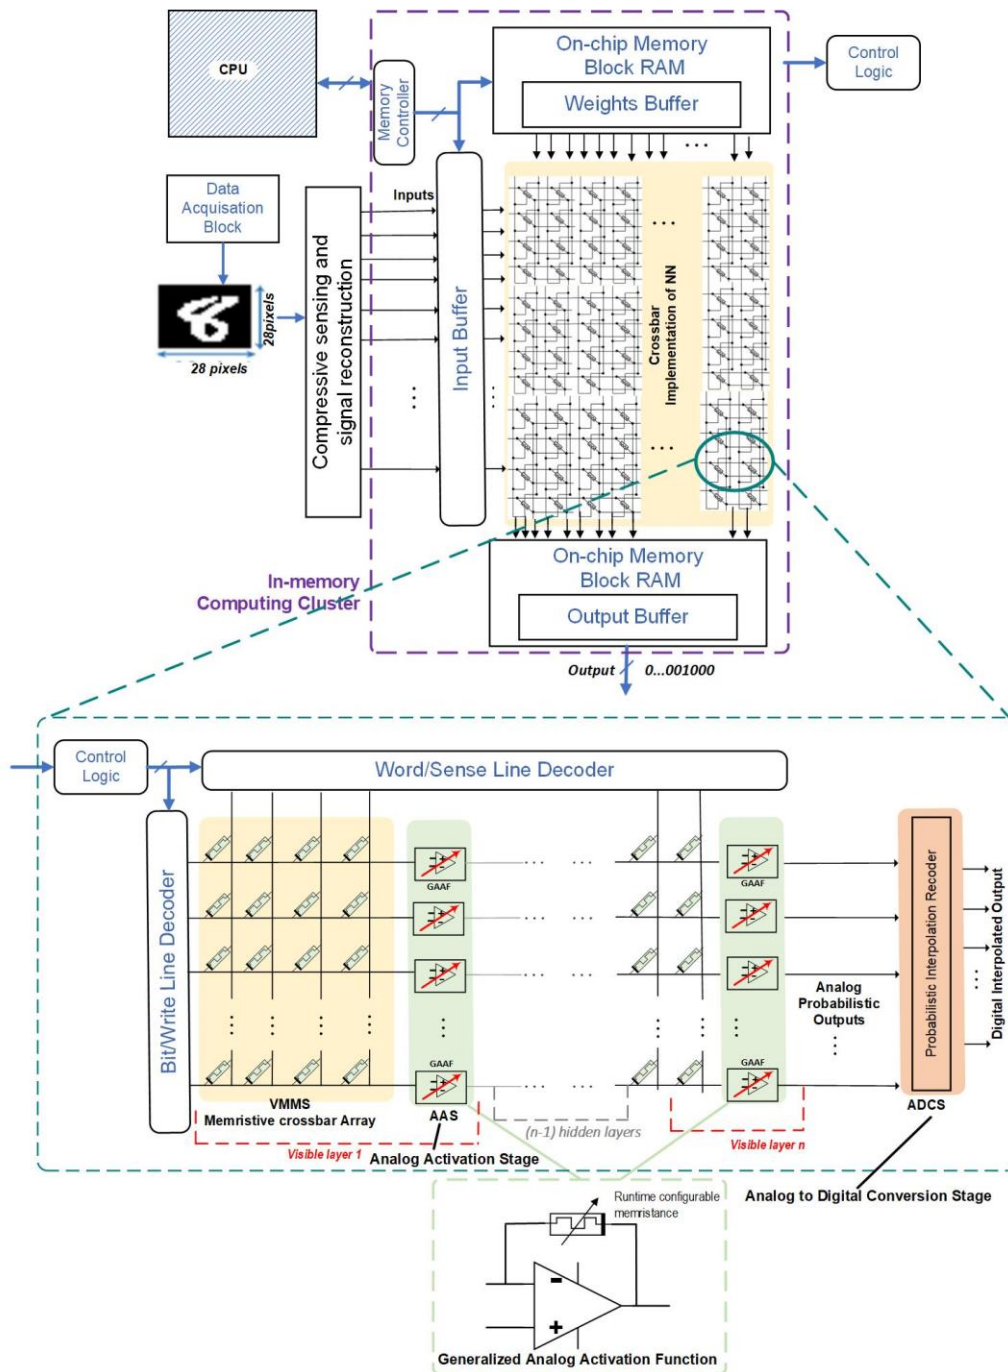 CPU
Memory
Controller
On-chip Memory
Block RAM
Weights Buffer
Control
Logic
Data
Acquisation
Block
28pixels
28 pixels
Compressive sensing and
signal reconstruction
Inputs
Input Buffer
Crossbar
Implementation of NN
On-chip Memory
Block RAM
Output Buffer
In-memory
Computing Cluster
Output
0...001000
Control
Logic
Word/Sense Line Decoder
Bit/Write Line Decoder
GAAF
GAAF
GAAF
GAAF
VMMS
Memristive crossbar Array
AAS
Analog Activation Stage
Visible layer 1
(n-1) hidden layers
Visible layer n
Analog
Probabilistic
Outputs
Probabilistic Interpolation Recoder
Digital Interpolated Output
ADCS
Analog to Digital Conversion Stage
Runtime configurable
memristance
Generalized Analog Activation Function